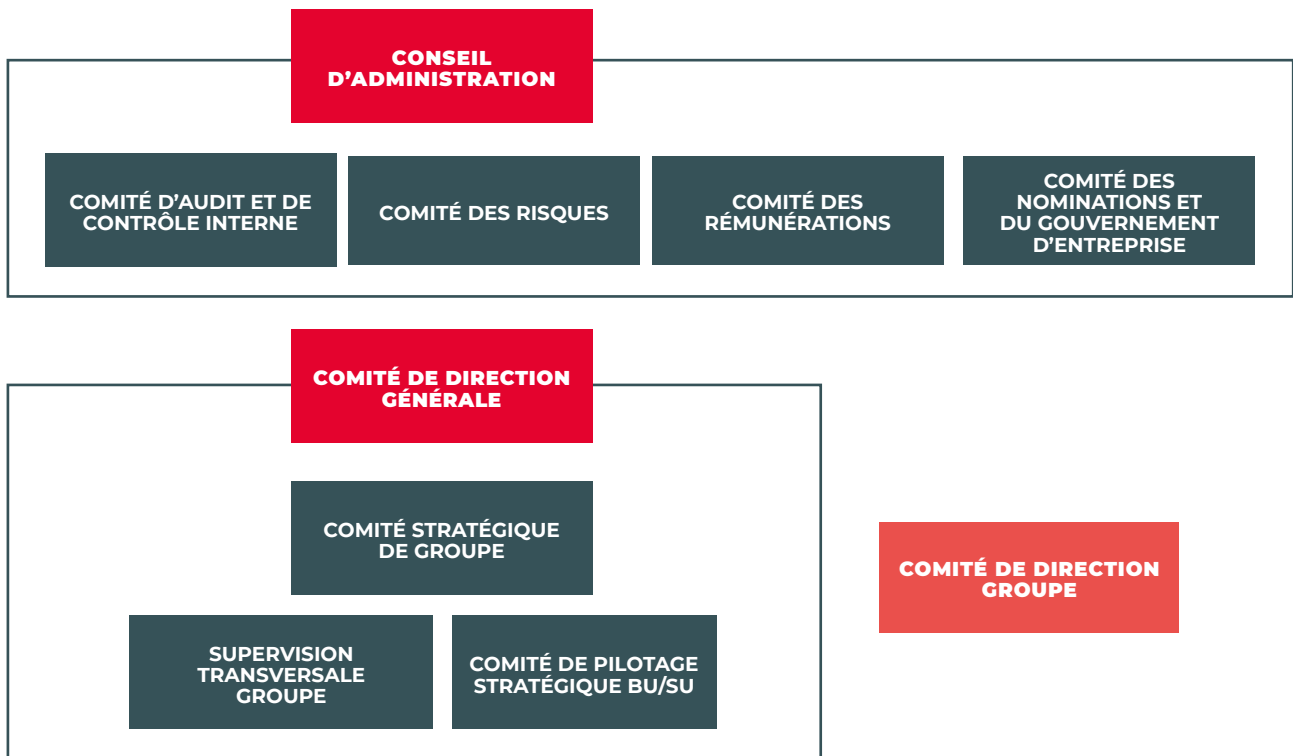 CONSEIL
D’ADMINISTRATION
COMITÉ D’AUDIT ET DE
CONTRÔLE INTERNE
COMITÉ DES RISQUES
COMITÉ DES
RÉMUNÉRATIONS
COMITÉ DES
NOMINATIONS ET
DU GOUVERNEMENT
D’ENTREPRISE
COMITÉ DE DIRECTION
GÉNÉRALE
COMITÉ STRATÉGIQUE
DE GROUPE
SUPERVISION
TRANSVERSALE
GROUPE
COMITÉ DE PILOTAGE
STRATÉGIQUE BU/SU
COMITÉ DE DIRECTION
GROUPE